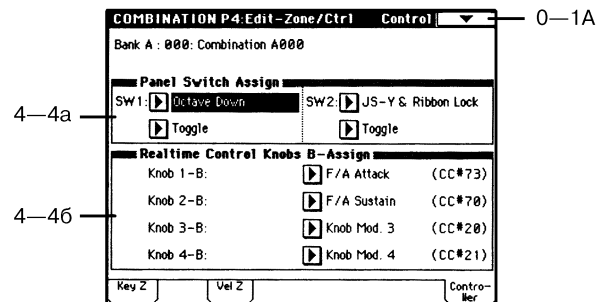 COMBINATION P4:Edit-Zone/Ctrl Control
0—1A
Bank A : 000: Combination A000
Panel Switch Assign
4—4а
SW1: Octave Down SW2: JS-Y & Ribbon Lock
Toggle Toggle
Realtime Control Knobs B-Assign
Knob 1-B: F/A Attack (CC#73)
Knob 2-B: F/A Sustain (CC#70)
4—4б
Knob 3-B: Knob Mod. 3 (CC#20)
Knob 4-B: Knob Mod. 4 (CC#21)
Key Z Vel Z Contro-
ller